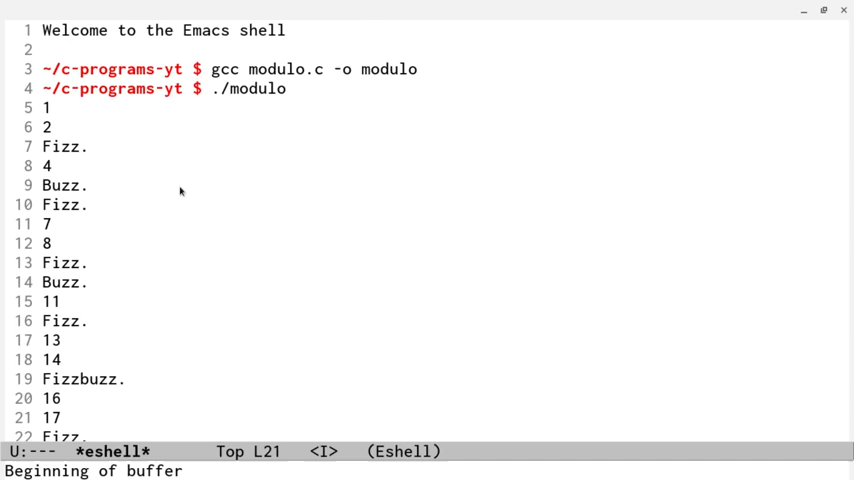 1 Welcome to the Emacs shell
2
3 ~/c-programs-yt $ gcc modulo.c -o modulo
4 ~/c-programs-yt $ ./modulo
5 1
6 2
7 Fizz.
8 4
9 Buzz.
10 Fizz.
11 7
12 8
13 Fizz.
14 Buzz.
15 11
16 Fizz.
17 13
18 14
19 Fizzbuzz.
20 16
21 17
22 Fizz.
U:--- *eshell* Top L21 <I> (Eshell)
Beginning of buffer